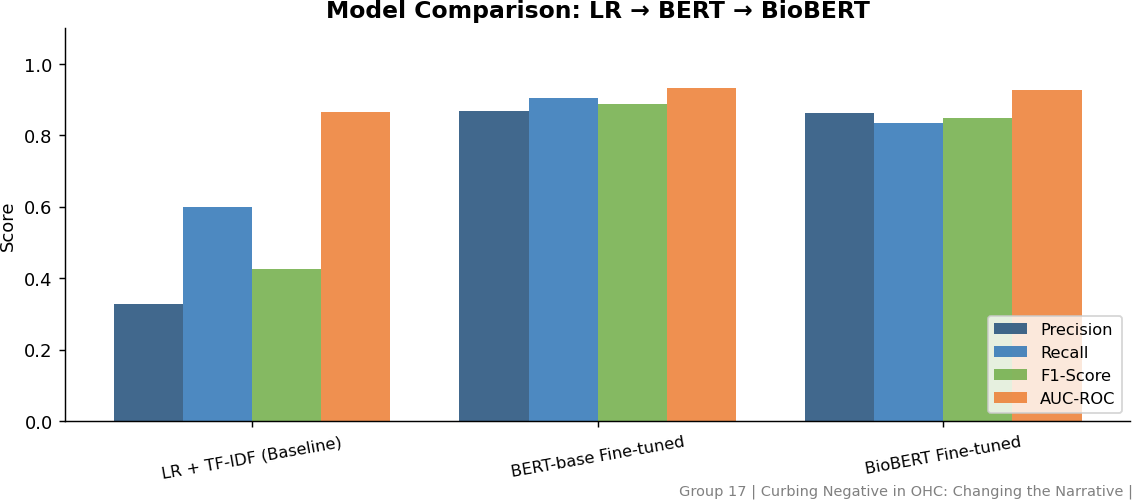 Model Comparison: LR → BERT → BioBERT
Score
1.0
0.8
0.6
0.4
0.2
0.0
LR + TF-IDF (Baseline)
BERT-base Fine-tuned
BioBERT Fine-tuned
Precision
Recall
F1-Score
AUC-ROC
Group 17 | Curbing Negative in OHC: Changing the Narrative |